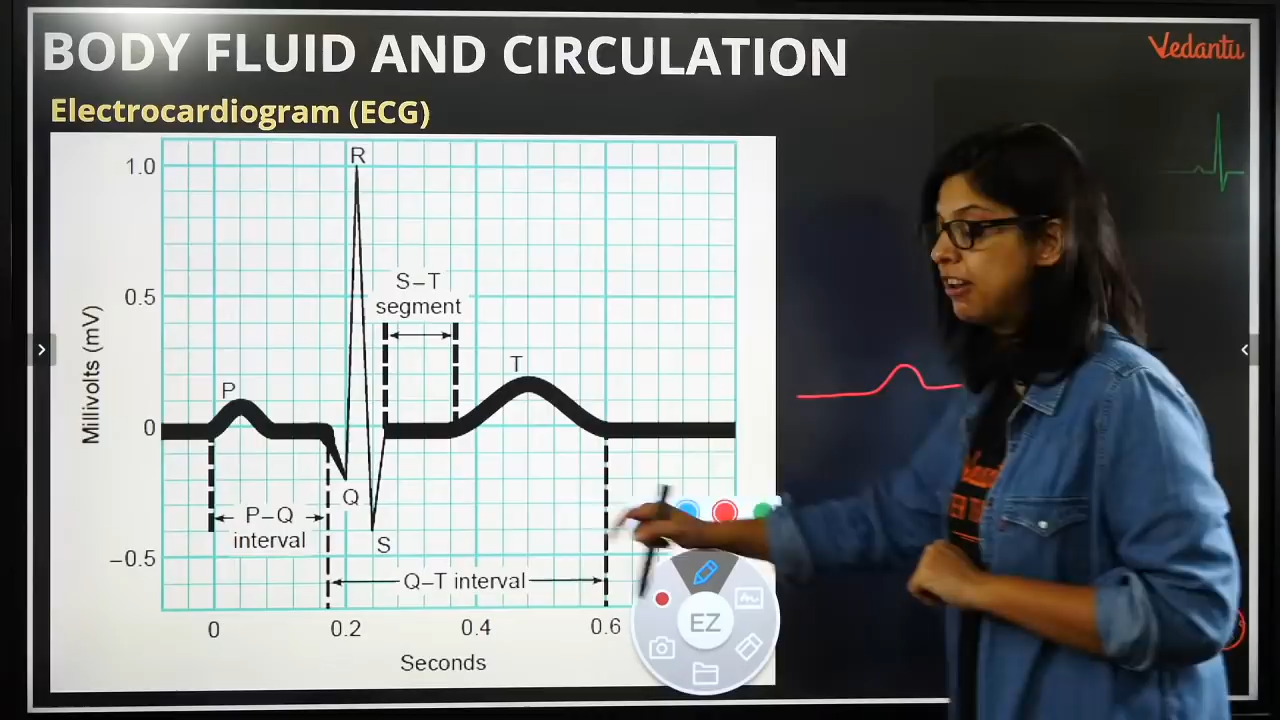 BODY FLUID AND CIRCULATION
Vedantu
Electrocardiogram (ECG)
R
1.0
S–T
segment
0.5
P
T
Millivolts (mV)
0
Q
P–Q
interval
S
−0.5
Q–T interval
EZ
0
0.2
0.4
0.6
Seconds